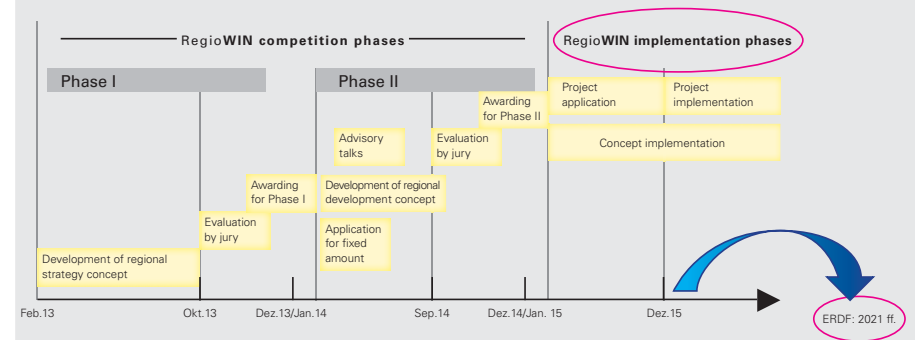 RegioWIN competition phases
RegioWIN implementation phases
Phase I
Phase II
Project
application
Project
implementation
Awarding
for Phase II
Concept implementation
Advisory
talks
Evaluation
by jury
Awarding
for Phase I
Development of regional
development concept
Evaluation
by jury
Application
for fixed
amount
Development of regional
strategy concept
Feb.13
Okt.13
Dez.13/Jan.14
Sep.14
Dez.14/Jan. 15
Dez.15
ERDF: 2021 ff.